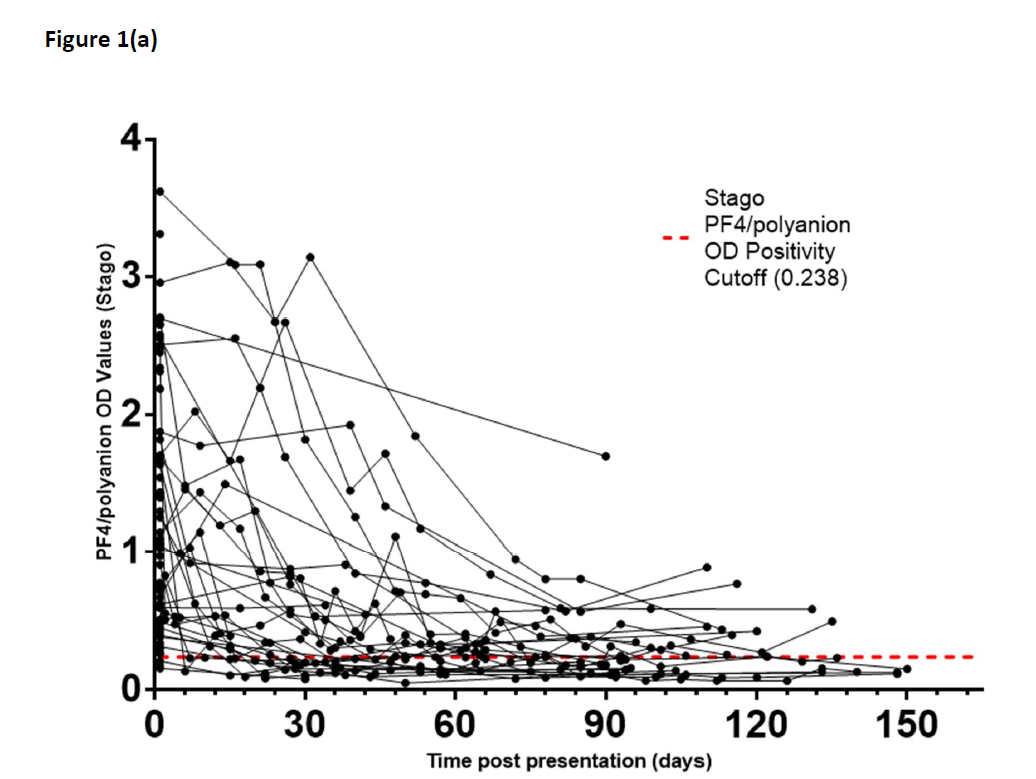 Figure 1(a)
4
3
2
1
0
PF4/polyanion OD Values (Stago)
Stago
PF4/polyanion
OD Positivity
Cutoff (0.238)
0 30 60 90 120 150
Time post presentation (days)